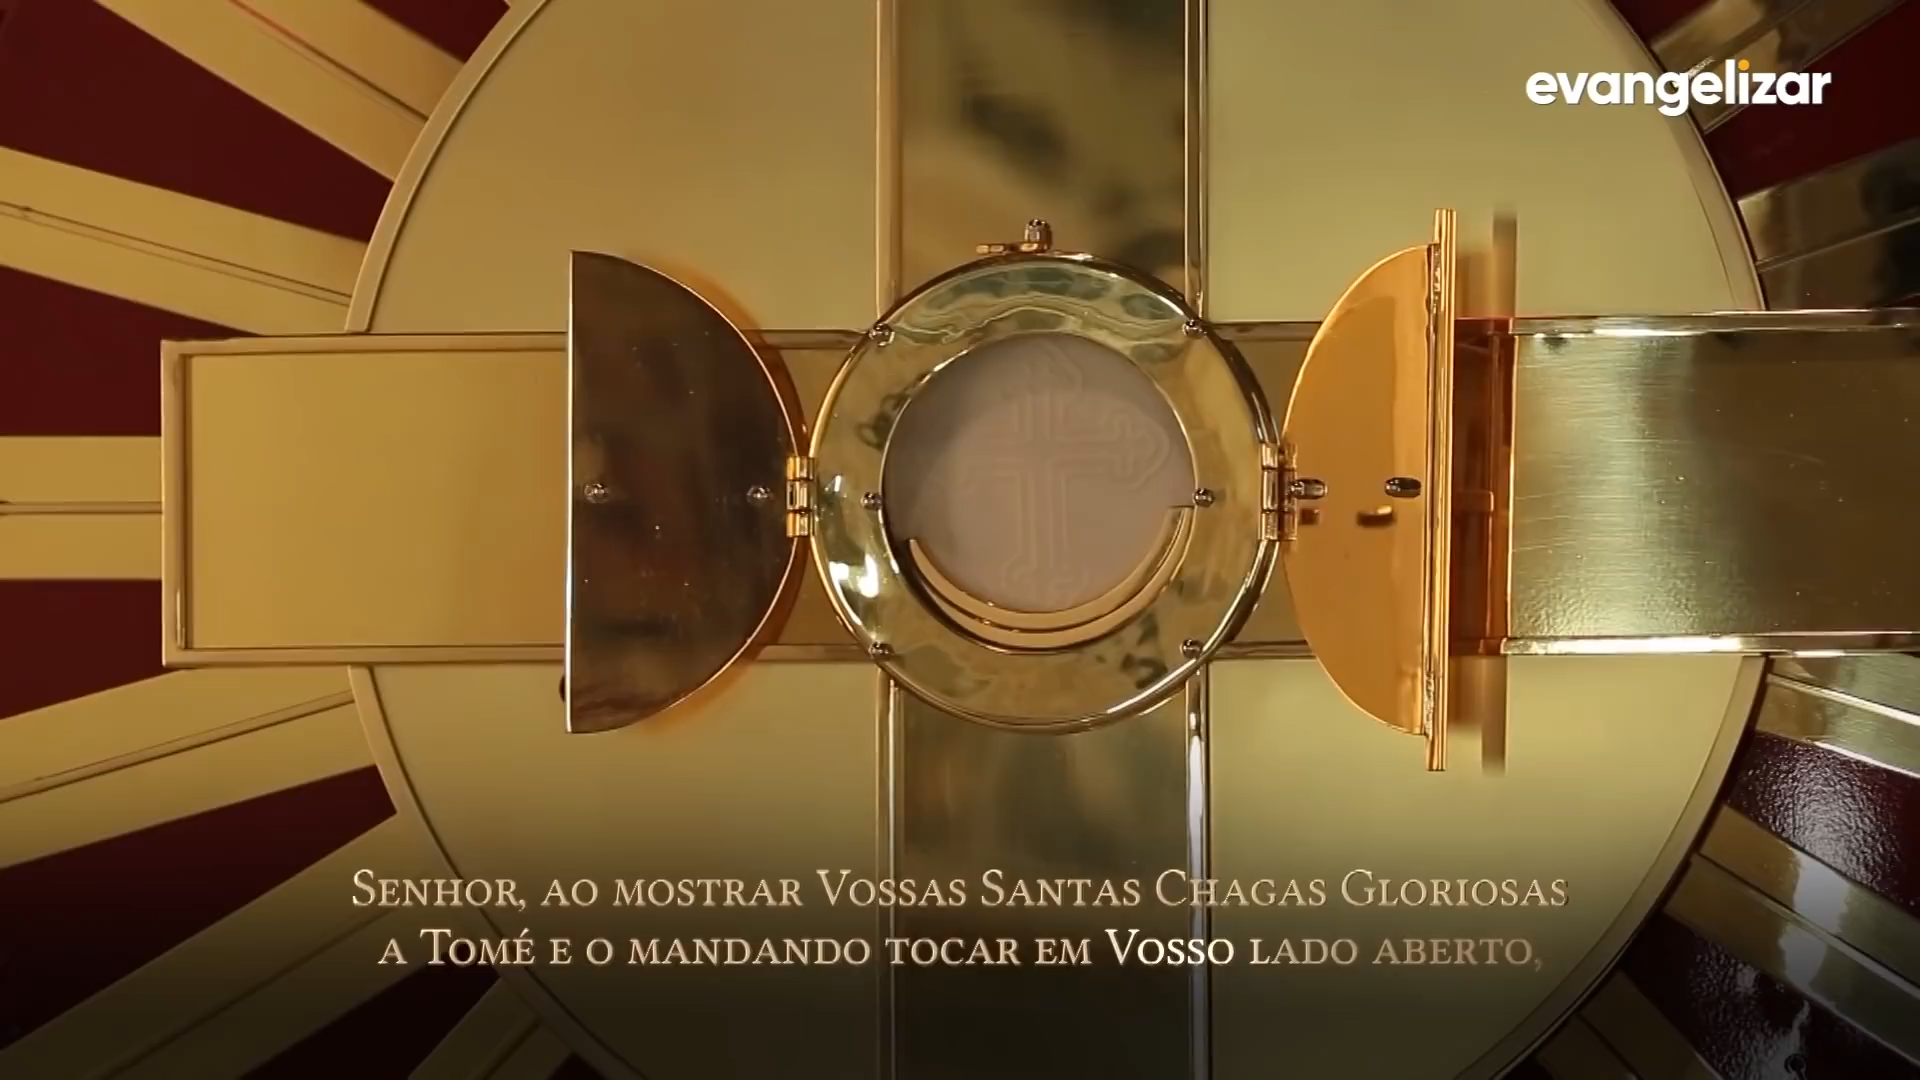 evangelizar
Senhor, ao mostrar Vossas Santas Chagas Gloriosas
a Tomé e o mandando tocar em Vosso lado aberto,